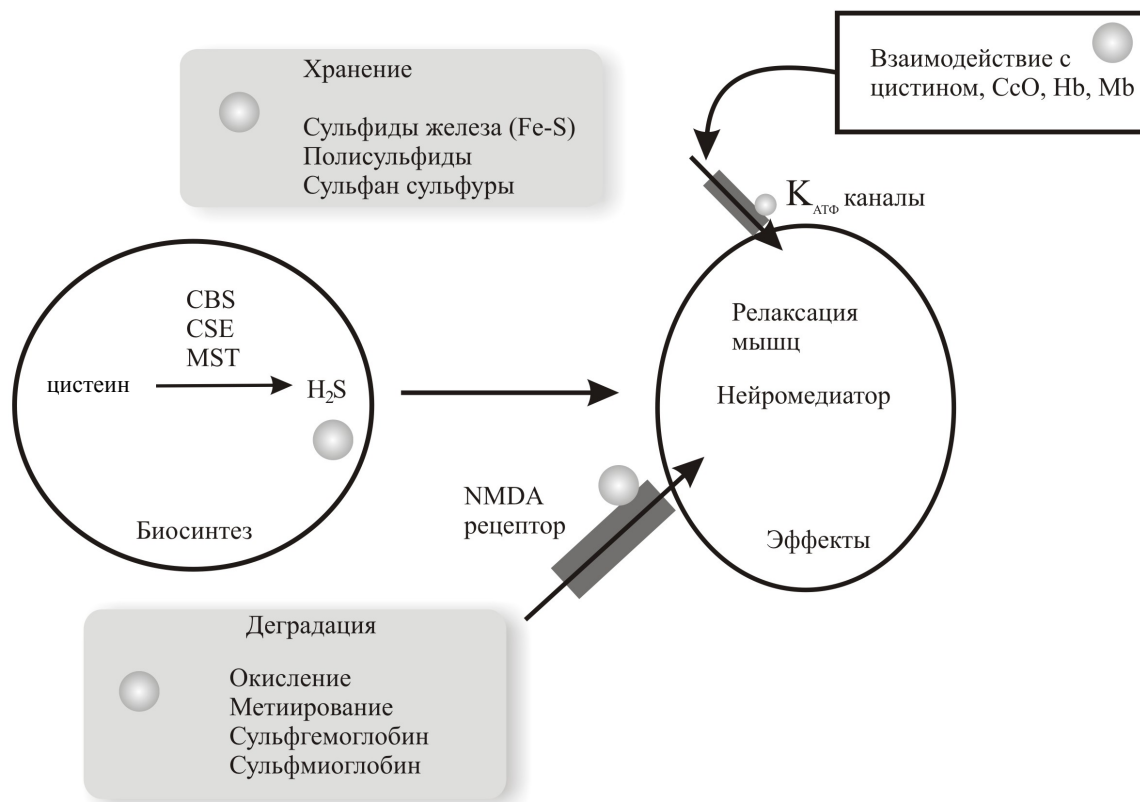 Хранение
Сульфиды железа (Fe-S)
Полисульфиды
Сульфан сульфуры
Взаимодействие с
цистином, CcO, Hb, Mb
K_АТФ каналы
CBS
CSE
MST
цистеин
H₂S
Биосинтез
Релаксация
мышц
Нейромедиатор
Эффекты
NMDA
рецептор
Деградация
Окисление
Метиирование
Сульфгемоглобин
Сульфмиоглобин